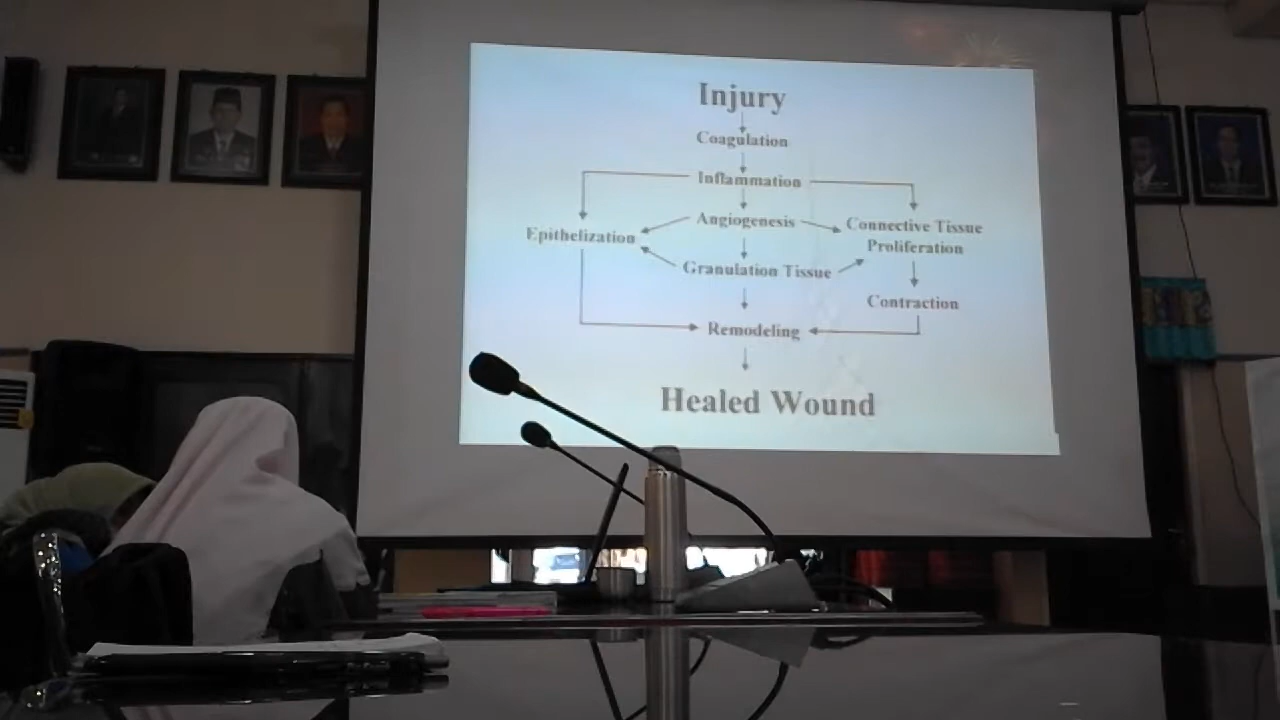 Injury
Coagulation
Inflammation
Angiogenesis
Epithelization
Connective Tissue
Proliferation
Granulation Tissue
Contraction
Remodeling
Healed Wound